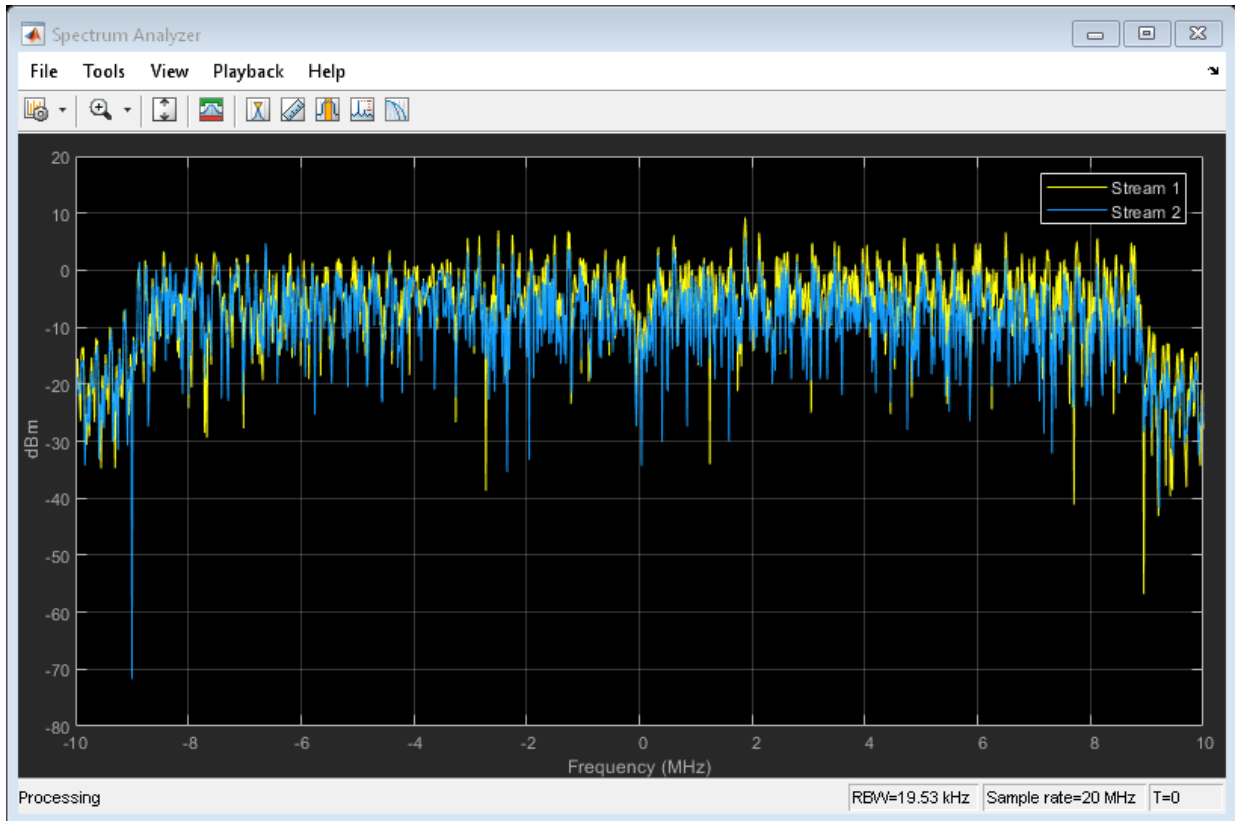 Spectrum Analyzer
File Tools View Playback Help
20
10
0
-10
-20
-30
-40
-50
-60
-70
-80
dBm
Stream 1
Stream 2
-10 -8 -6 -4 -2 0 2 4 6 8 10
Frequency (MHz)
Processing RBW=19.53 kHz Sample rate=20 MHz T=0